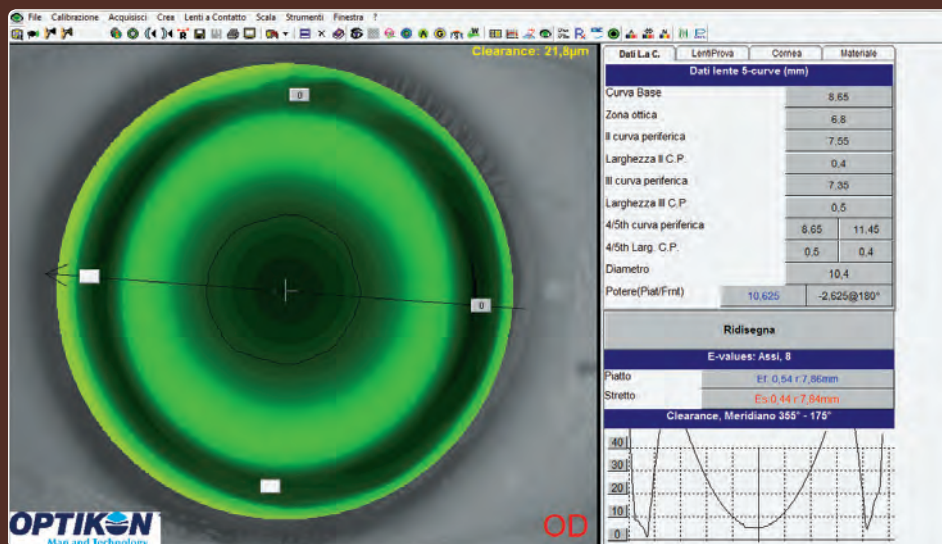 File Calibrazione Acquisisci Crea Lenti a Contatto Scala Strumenti Finestra ?
Clearance: 21,8µm
0
0
OPTIKON
Man and Technology
OD
Dati L.a C. LentiProva Cornea Materiale
Dati lente 5-curve (mm)
Curva Base 8.65
Zona ottica 6.8
II curva periferica 7.55
Larghezza II C.P. 0.4
III curva periferica 7.35
Larghezza III C.P 0.5
4/5th curva periferica 8.65 11.45
4/5th Larg. C.P. 0.5 0.4
Diametro 10.4
Potere(Piat/Frnt) 10,625 -2,625@180°
Ridisegna
E-values: Assi, 8
Piatto Ef. 0,54 r.7,86mm
Stretto Es.0,44 r.7,84mm
Clearance, Meridiano 355° - 175°
40
30
20
10
0